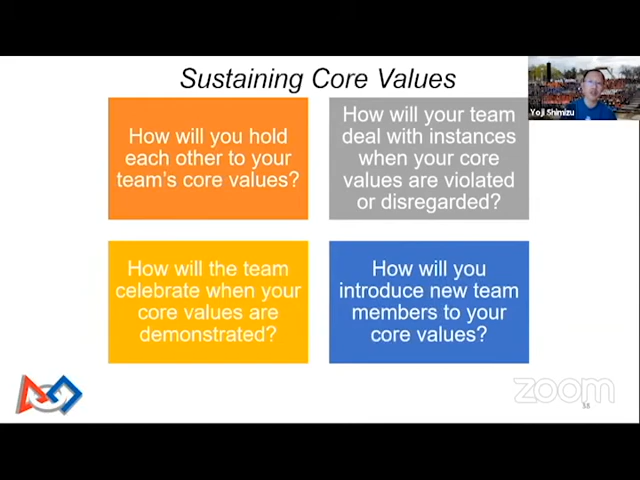 Sustaining Core Values
Yoji Shimizu
How will you hold
each other to your
team's core values?
How will your team
deal with instances
when your core
values are violated
or disregarded?
How will the team
celebrate when your
core values are
demonstrated?
How will you
introduce new team
members to your
core values?
zoom
38